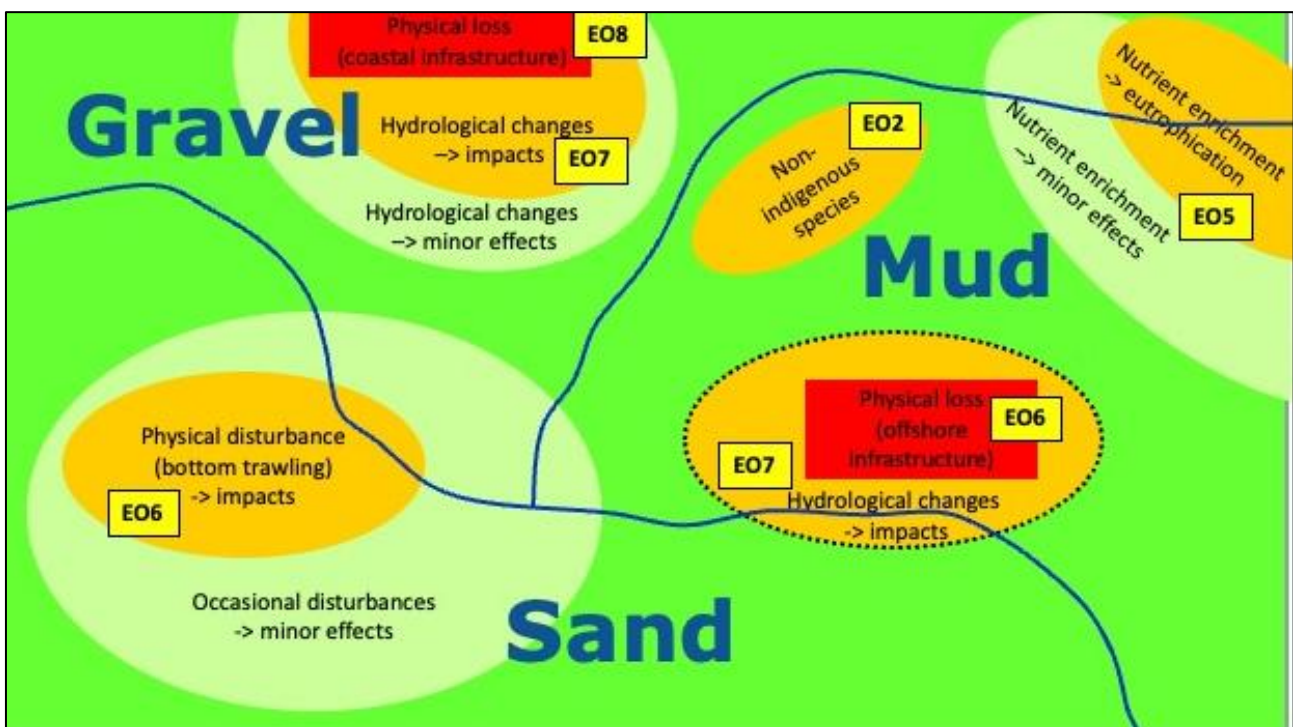 Physical loss
(coastal infrastructure)
EO8
Gravel
Hydrological changes
–> impacts
EO7
Hydrological changes
–> minor effects
EO2
Non-
indigenous
species
Nutrient enrichment
-> eutrophication
Nutrient enrichment
–> minor effects
EO5
Mud
Physical disturbance
(bottom trawling)
-> impacts
EO6
Physical loss
(offshore
infrastructure)
EO6
EO7
Hydrological changes
-> impacts
Occasional disturbances
-> minor effects
Sand